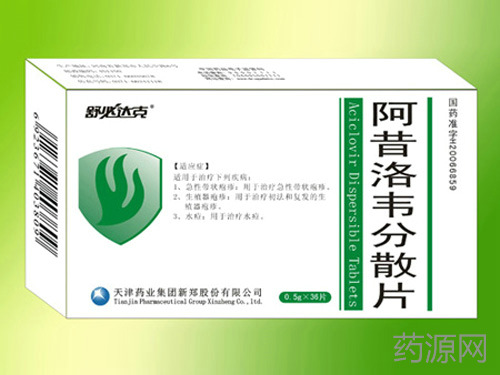 舒必达克®
【适应症】
适用于治疗下列疾病:
1、急性带状疱疹:用于治疗急性带状疱疹。
2、生殖器疱疹:用于治疗初法和复发的生
殖器疱疹。
3、水痘:用于治疗水痘。
天津药业集团新郑股份有限公司
Tianjin Pharmaceutical Group Xinzheng Co.,ltd.
0.5g×36片
阿昔洛韦分散片
Aciclovir Dispersible Tablets
国药准字H20066859
药源网